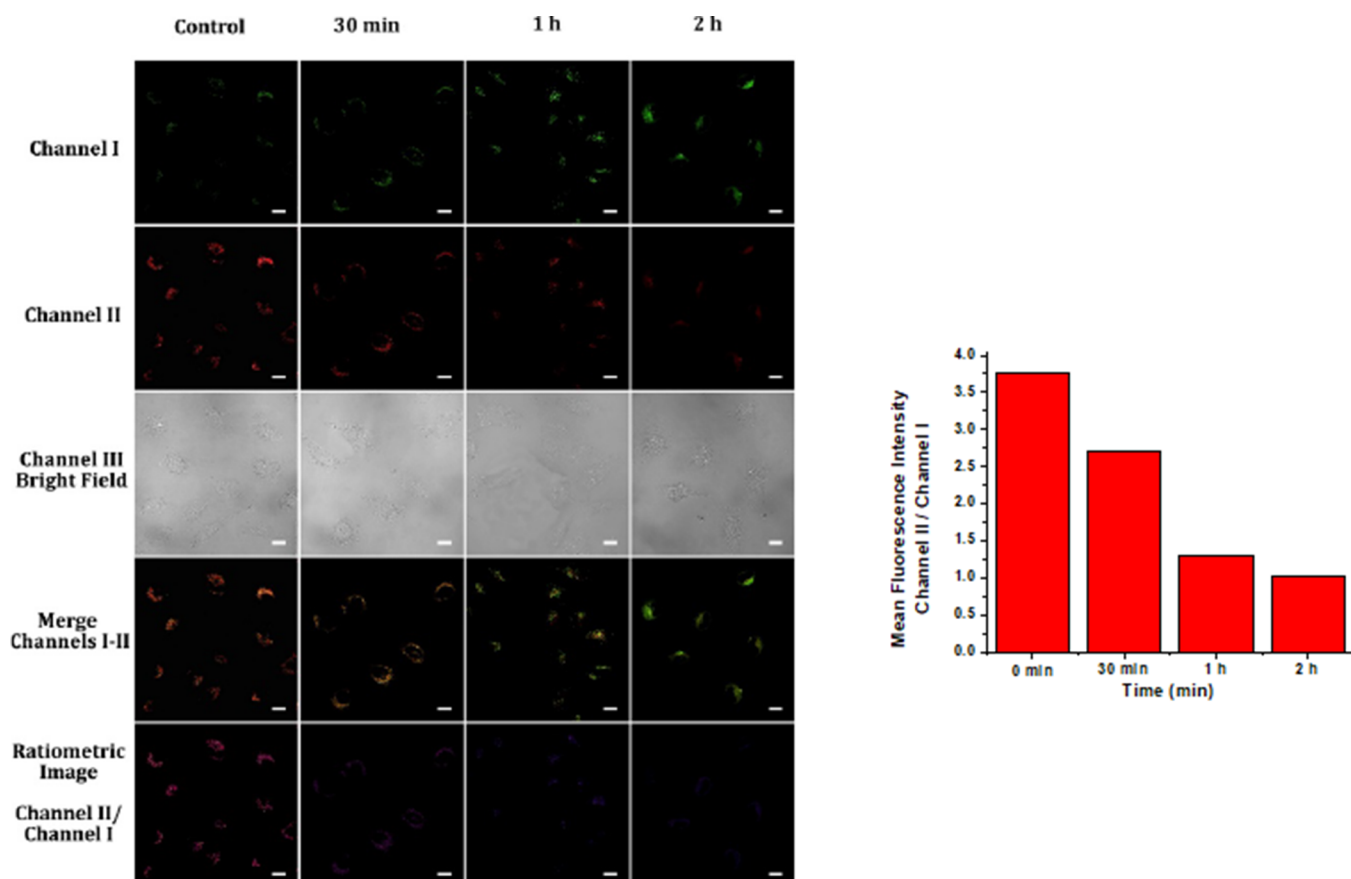 Control 30 min 1 h 2 h
Channel I
Channel II
Channel III
Bright Field
Merge
Channels I-II
Ratiometric
Image
Channel II/
Channel I
Mean Fluorescence Intensity
Channel II / Channel I
4.0
3.5
3.0
2.5
2.0
1.5
1.0
0.5
0.0
0 min 30 min 1 h 2 h
Time (min)